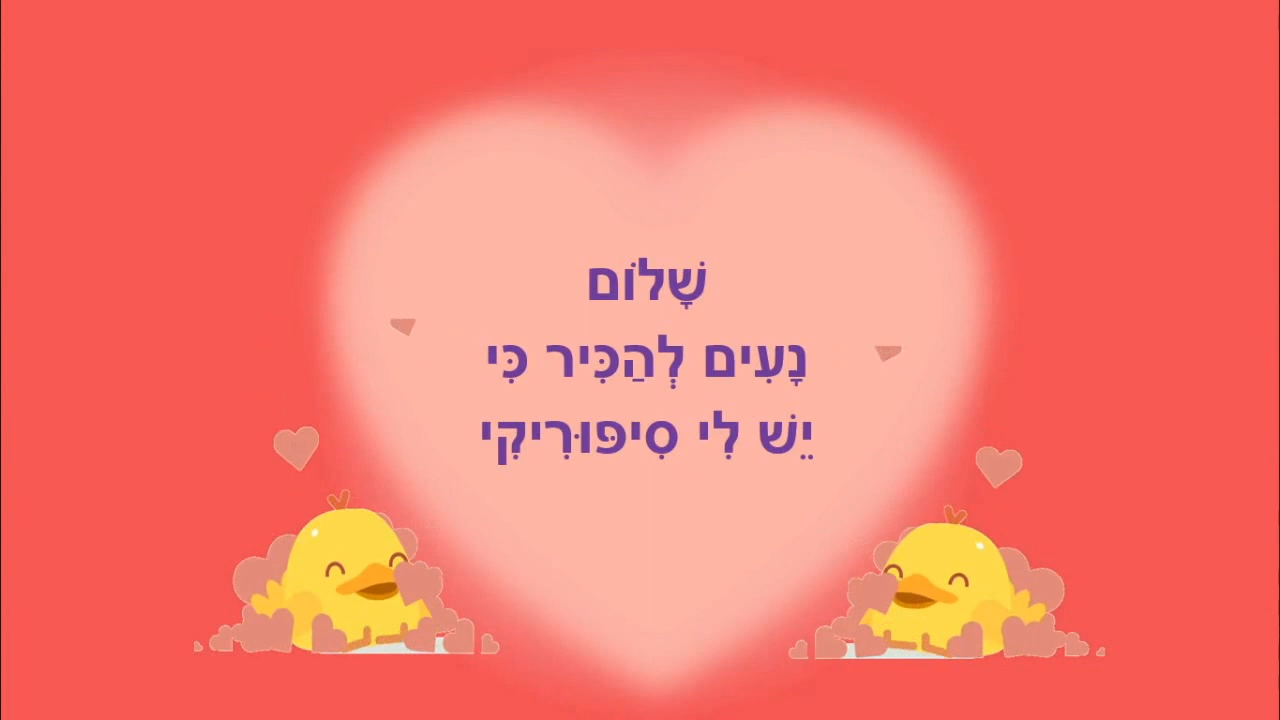 שָׁלוֹם
נָעִים לְהַכִּיר כִּי
יֵשׁ לִי סִיפּוּרִיקִי